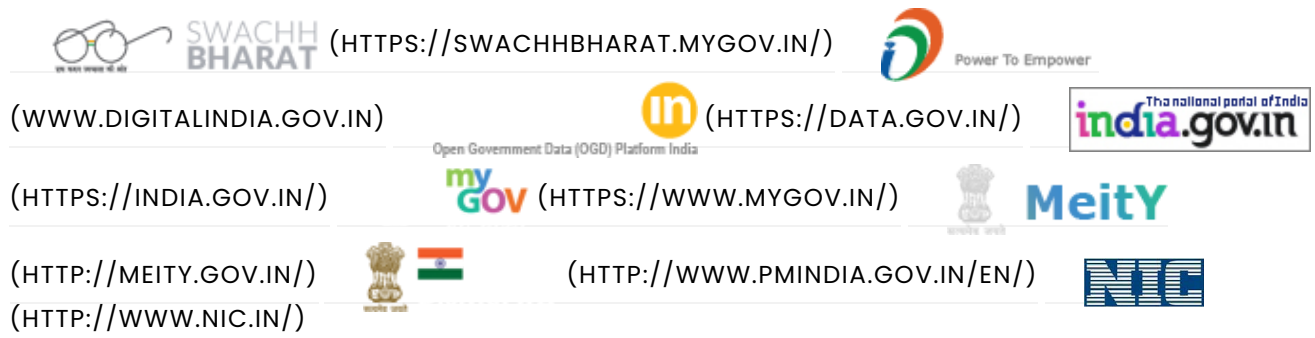 SWACHH
BHARAT (HTTPS://SWACHHBHARAT.MYGOV.IN/)
Power To Empower
(WWW.DIGITALINDIA.GOV.IN)
in (HTTPS://DATA.GOV.IN/)
Open Government Data (OGD) Platform India
The national portal of India
india.gov.in
(HTTPS://INDIA.GOV.IN/)
my
GOV (HTTPS://WWW.MYGOV.IN/)
MeitY
(HTTP://MEITY.GOV.IN/)
(HTTP://WWW.PMINDIA.GOV.IN/EN/)
NIC
(HTTP://WWW.NIC.IN/)